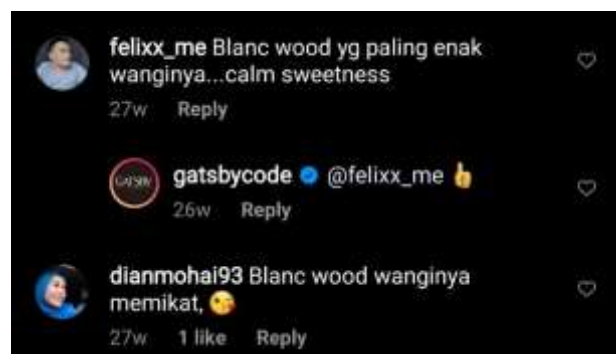 felixx_me Blanc wood yg paling enak
wanginya...calm sweetness
27w Reply
GATSBY
gatsbycode @felixx_me 👍
26w Reply
dianmohai93 Blanc wood wanginya
memikat, 😘
27w 1 like Reply